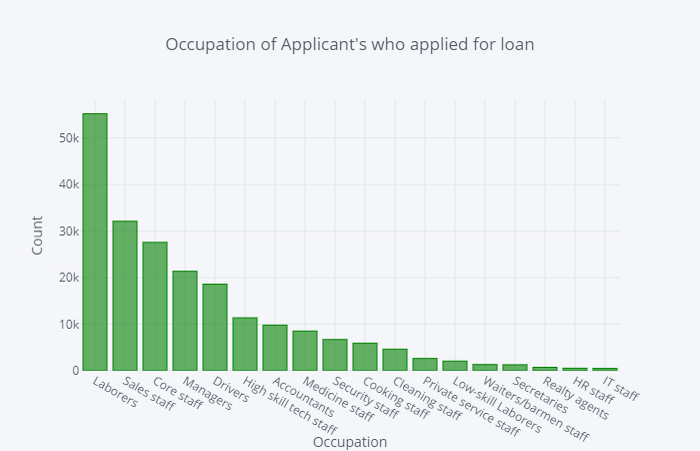 Occupation of Applicant's who applied for loan
Count
50k
40k
30k
20k
10k
0
Laborers
Sales staff
Core staff
Managers
Drivers
High skill tech staff
Accountants
Medicine staff
Security staff
Cooking staff
Cleaning staff
Private service staff
Low-skill Laborers
Waiters/barmen staff
Secretaries
Realty agents
HR staff
IT staff
Occupation